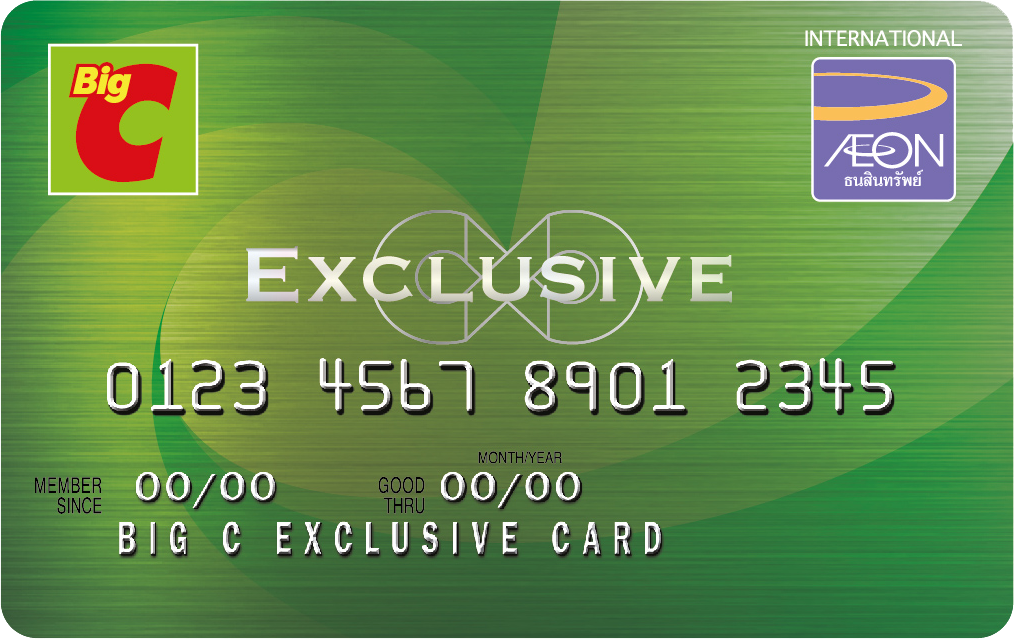 Big
C
INTERNATIONAL
ÆON
ธนสินทรัพย์
EXCLUSIVE
0123 4567 8901 2345
MONTH/YEAR
MEMBER SINCE 00/00 GOOD THRU 00/00
BIG C EXCLUSIVE CARD